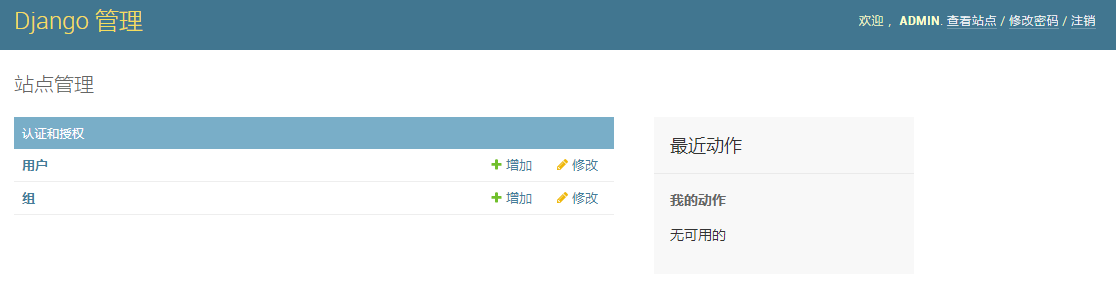 Django 管理
欢迎， ADMIN. 查看站点 / 修改密码 / 注销
站点管理
认证和授权
用户 增加 修改
组 增加 修改
最近动作
我的动作
无可用的